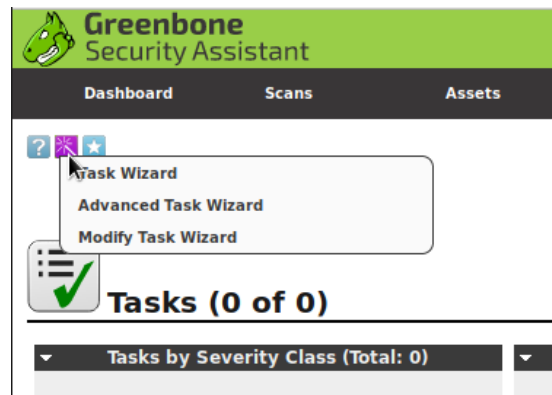 Greenbone
Security Assistant
Dashboard Scans Assets
?
Task Wizard
Advanced Task Wizard
Modify Task Wizard
Tasks (0 of 0)
Tasks by Severity Class (Total: 0)